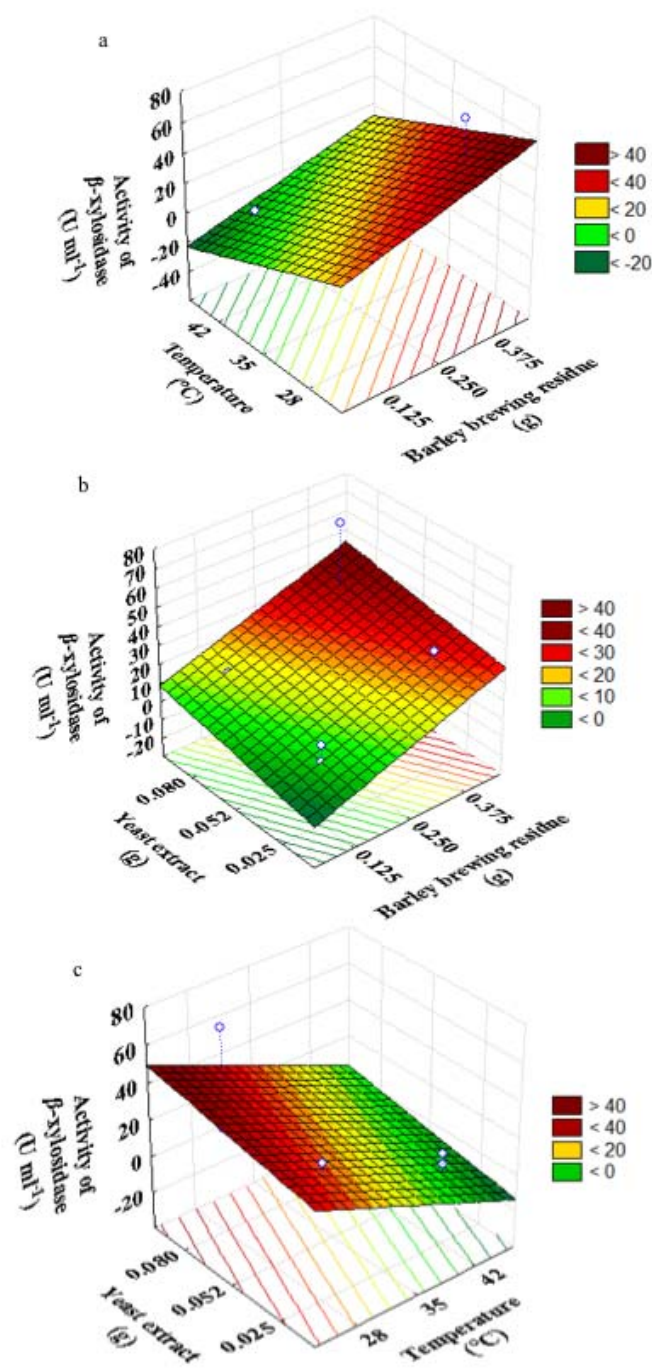 a
80
60
40
20
0
-20
-40
Activity of
β-xylosidase
(U ml⁻¹)
42
35
28
Temperature
(°C)
0.375
0.250
0.125
Barley brewing residue
(g)
> 40
< 40
< 20
< 0
< -20
b
80
70
60
50
40
30
20
10
0
-10
-20
Activity of
β-xylosidase
(U ml⁻¹)
0.080
0.052
0.025
Yeast extract
(g)
0.375
0.250
0.125
Barley brewing residue
(g)
> 40
< 40
< 30
< 20
< 10
< 0
c
80
60
40
20
0
-20
Activity of
β-xylosidase
(U ml⁻¹)
0.080
0.052
0.025
Yeast extract
(g)
42
35
28
Temperature
(°C)
> 40
< 40
< 20
< 0